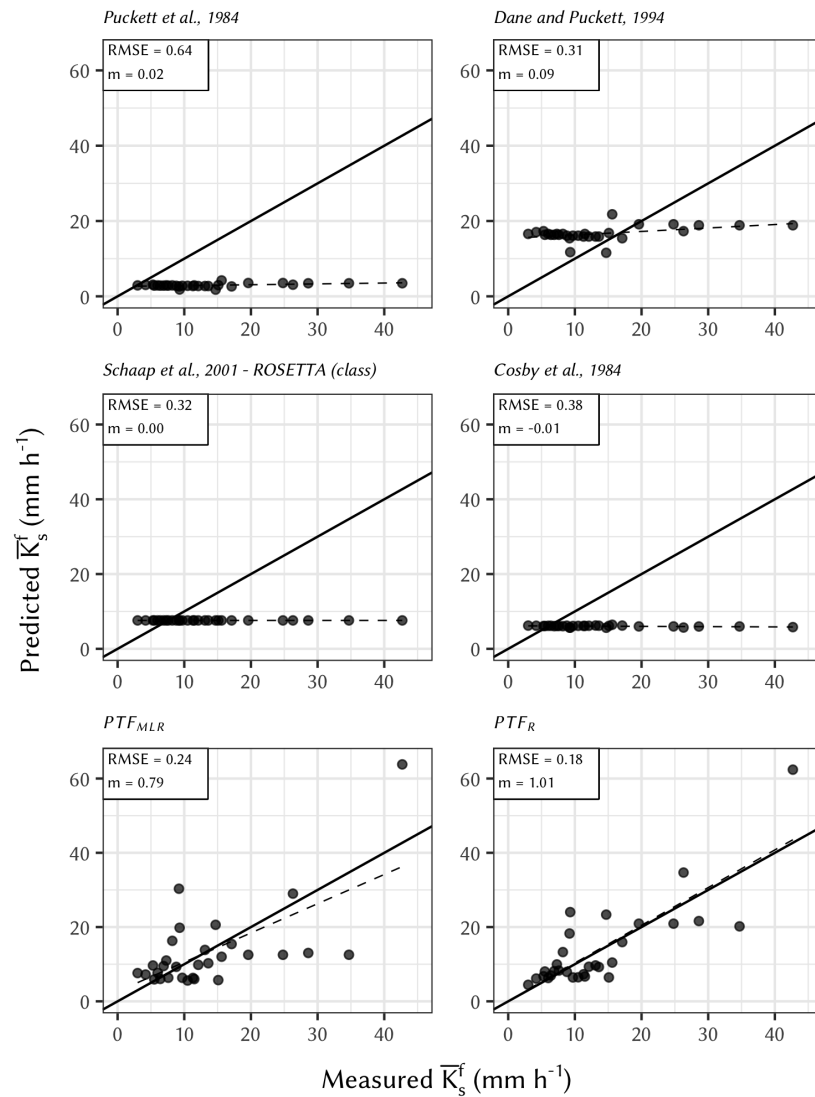 Puckett et al., 1984
RMSE = 0.64
m = 0.02
60
40
20
0
0 10 20 30 40
Dane and Puckett, 1994
RMSE = 0.31
m = 0.09
60
40
20
0
0 10 20 30 40
Schaap et al., 2001 - ROSETTA (class)
RMSE = 0.32
m = 0.00
60
40
20
0
0 10 20 30 40
Cosby et al., 1984
RMSE = 0.38
m = -0.01
60
40
20
0
0 10 20 30 40
PTF_MLR
RMSE = 0.24
m = 0.79
60
40
20
0
0 10 20 30 40
PTF_R
RMSE = 0.18
m = 1.01
60
40
20
0
0 10 20 30 40
Predicted K̅_s^f (mm h⁻¹)
Measured K̅_s^f (mm h⁻¹)